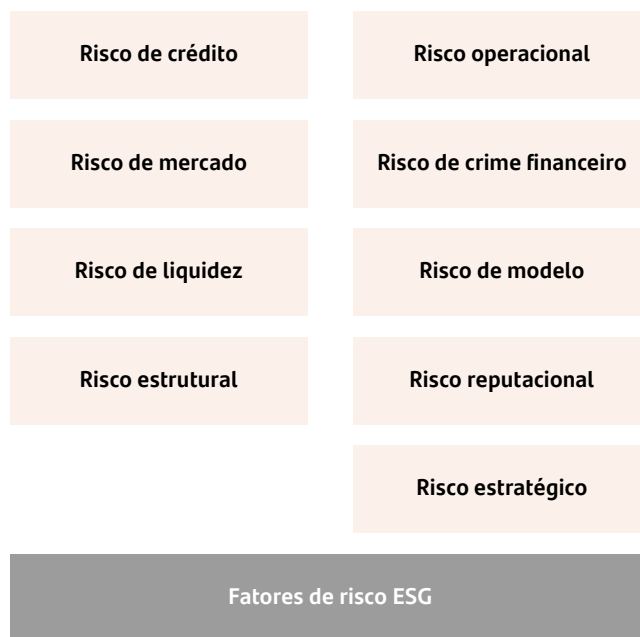 Risco de crédito
Risco operacional
Risco de mercado
Risco de crime financeiro
Risco de liquidez
Risco de modelo
Risco estrutural
Risco reputacional
Risco estratégico
Fatores de risco ESG